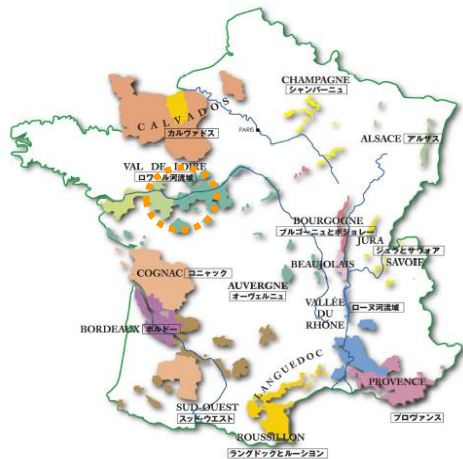 CHAMPAGNE
シャンパーニュ
CALVADOS
カルヴァドス
PARIS
ALSACE アルザス
VAL DE LOIRE
ロワール河流域
BOURGOGNE
ブルゴーニュとボジョレー
JURA
ジュラとサヴォア
SAVOIE
BEAUJOLAIS
COGNAC コニャック
AUVERGNE
オーヴェルニュ
VALLÉE
DU
RHÔNE
ローヌ河流域
BORDEAUX ボルドー
LANGUEDOC
PROVENCE
プロヴァンス
SUD-OUEST
スッド・ウエスト
ROUSSILLON
ラングドックとルーシヨン